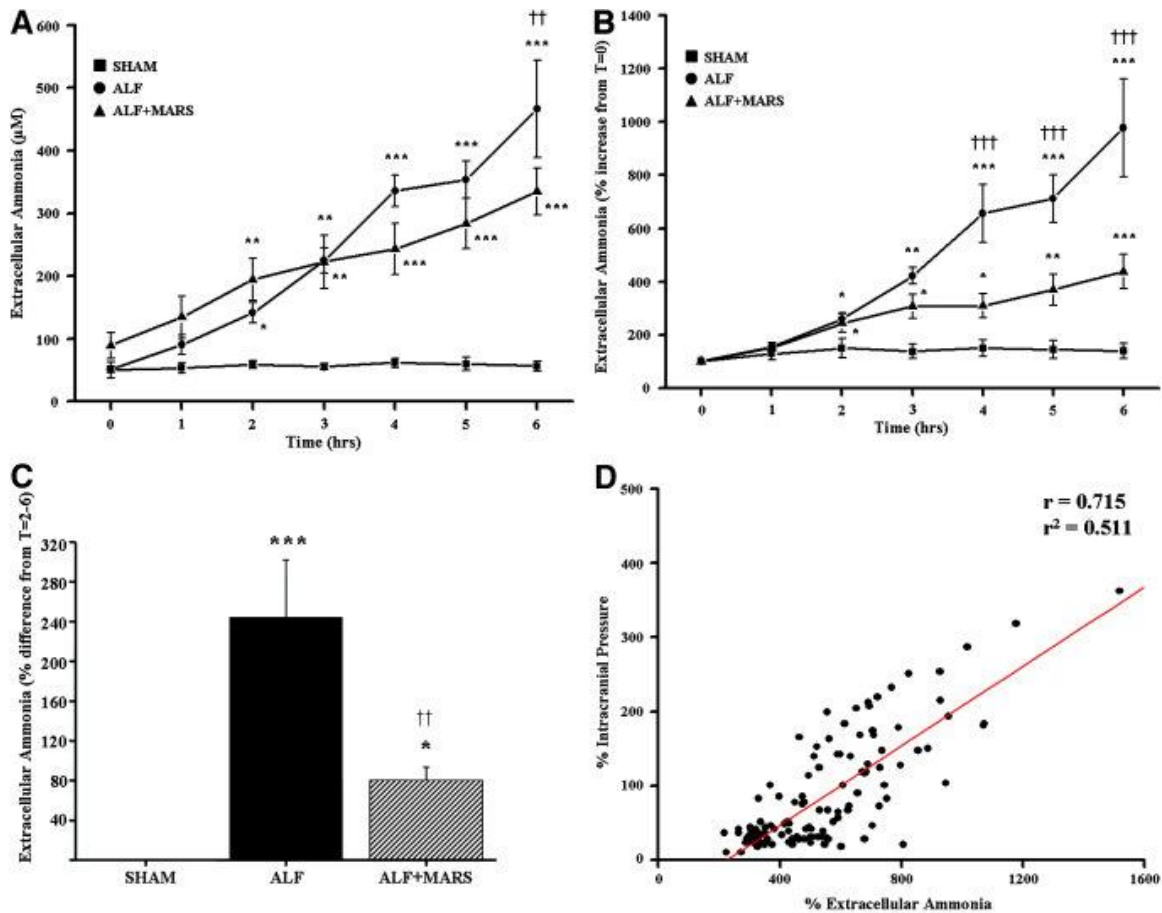 A
600
500
400
300
200
100
0
Extracellular Ammonia (µM)
SHAM
ALF
ALF+MARS
**
***
**
***
***
††
***
*
**
***
***
***
0 1 2 3 4 5 6
Time (hrs)
B
1400
1200
1000
800
600
400
200
0
Extracellular Ammonia (% increase from T=0)
SHAM
ALF
ALF+MARS
*
**
†††
***
†††
***
†††
***
*
*
*
**
***
0 1 2 3 4 5 6
Time (hrs)
C
320
280
240
200
160
120
80
40
Extracellular Ammonia (% difference from T=2-6)
***
††
*
SHAM ALF ALF+MARS
D
500
400
300
200
100
0
% Intracranial Pressure
r = 0.715
r² = 0.511
0 400 800 1200 1600
% Extracellular Ammonia